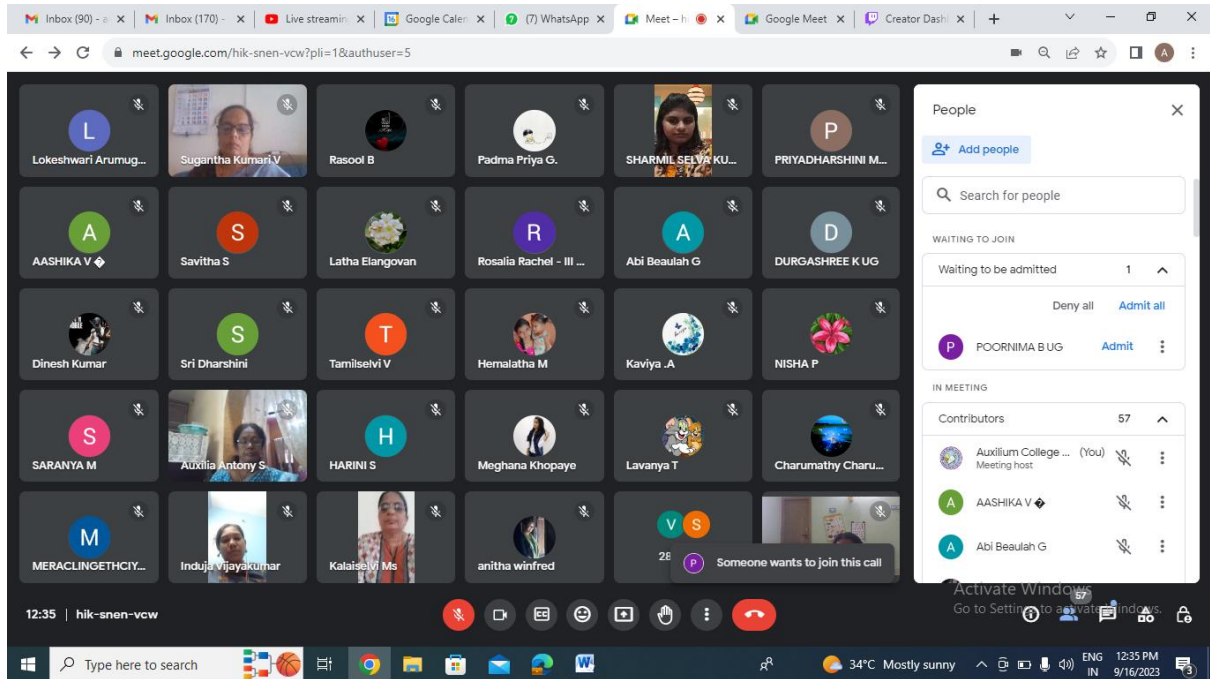 Inbox (90) - a
Inbox (170) -
Live streamin
Google Calen
(7) WhatsApp
Meet – h
Google Meet
Creator Dash
meet.google.com/hik-snen-vcw?pli=1&authuser=5
A
L
Lokeshwari Arumug...
Sugantha Kumari V
Rasool B
Padma Priya G.
SHARMIL SELVA KU...
P
PRIYADHARSHINI M...
A
AASHIKA V �
S
Savitha S
Latha Elangovan
R
Rosalia Rachel - III ...
A
Abi Beaulah G
D
DURGASHREE K UG
Dinesh Kumar
S
Sri Dharshini
T
Tamilselvi V
Hemalatha M
Kaviya .A
NISHA P
S
SARANYA M
Auxilia Antony S
H
HARINI S
Meghana Khopaye
Lavanya T
Charumathy Charu...
M
MERACLINGETHCIY...
Induja Vijayakumar
Kalaiselvi Ms
anitha winfred
V S
28
P Someone wants to join this call
People
Add people
Search for people
WAITING TO JOIN
Waiting to be admitted 1
Deny all Admit all
P POORNIMA B UG Admit
IN MEETING
Contributors 57
Auxilium College ... (You)
Meeting host
A AASHIKA V �
A Abi Beaulah G
Activate Windows
Go to Settings to activate Windows.
57
12:35 | hik-snen-vcw
Type here to search
34°C Mostly sunny
ENG
IN
12:35 PM
9/16/2023
3